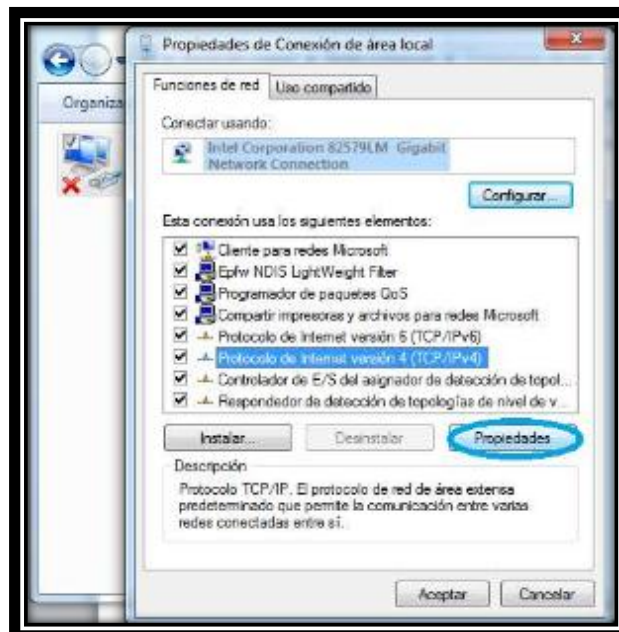 Propiedades de Conexión de área local
Organiza
Funciones de red
Uso compartido
Conectar usando:
Intel Corporation 82579LM Gigabit
Network Connection
Configurar...
Esta conexión usa los siguientes elementos:
Cliente para redes Microsoft
Epfw NDIS LightWeight Filter
Programador de paquetes QoS
Compartir impresoras y archivos para redes Microsoft
Protocolo de Internet versión 6 (TCP/IPv6)
Protocolo de Internet versión 4 (TCP/IPv4)
Controlador de E/S del asignador de detección de topol...
Respondedor de detección de topologías de nivel de v...
Instalar...
Desinstalar
Propiedades
Descripción
Protocolo TCP/IP. El protocolo de red de área extensa
predeterminado que permite la comunicación entre varias
redes conectadas entre sí.
Aceptar
Cancelar